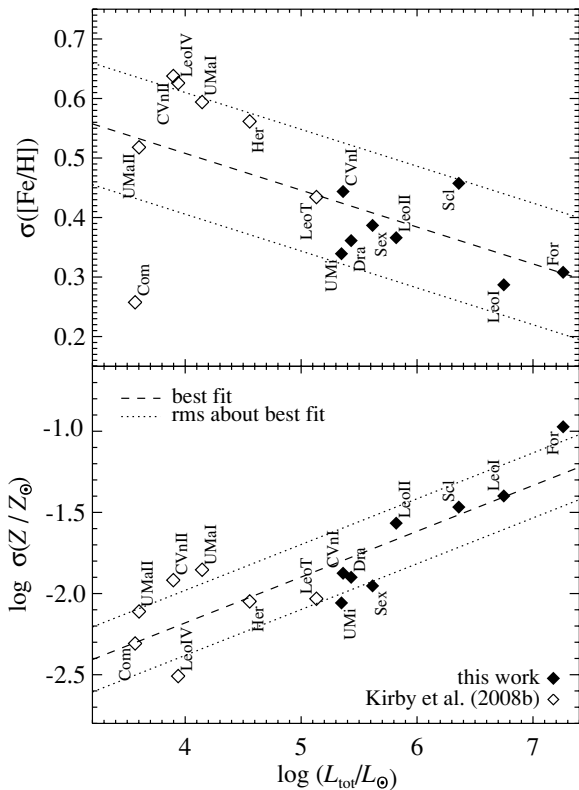 0.7
0.6
0.5
0.4
0.3
0.2
σ([Fe/H])
LeoIV
CVnII
UMaI
Her
UMaII
CVnI
Scl
LeoT
LeoII
Sex
Dra
UMi
For
LeoI
Com
best fit
rms about best fit
-1.0
-1.5
-2.0
-2.5
log σ(Z / Z⊙)
For
LeoI
Scl
LeoII
UMaI
CVnII
UMaII
CVnI
Dra
LeoT
Sex
UMi
Her
Com
LeoIV
this work
Kirby et al. (2008b)
4 5 6 7
log (Ltot/L⊙)